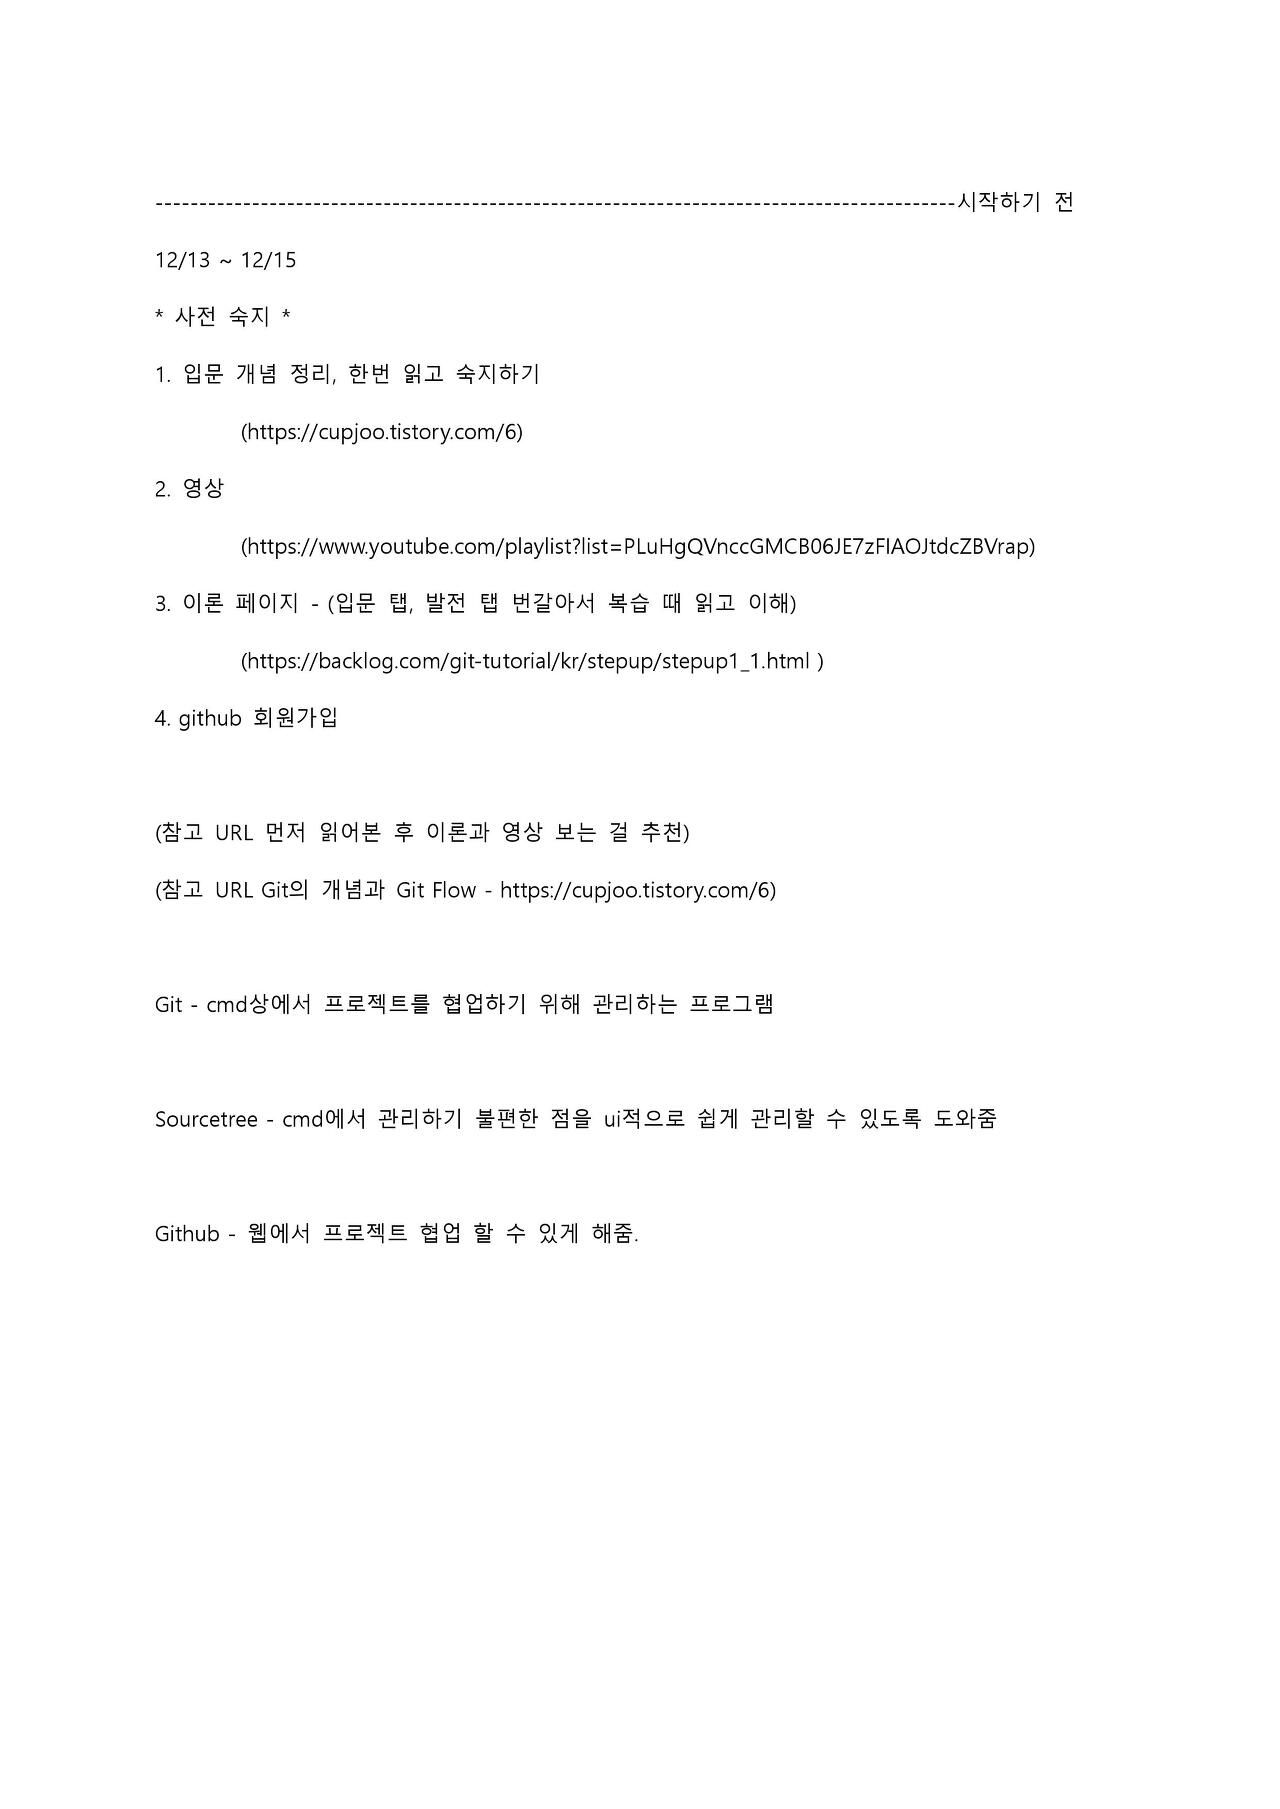 --------------------------------------------------------------------------------------------시작하기 전
12/13 ~ 12/15
* 사전 숙지 *
1. 입문 개념 정리, 한번 읽고 숙지하기
(https://cupjoo.tistory.com/6)
2. 영상
(https://www.youtube.com/playlist?list=PLuHgQVnccGMCB06JE7zFIAOJtdcZBVrap)
3. 이론 페이지 - (입문 탭, 발전 탭 번갈아서 복습 때 읽고 이해)
(https://backlog.com/git-tutorial/kr/stepup/stepup1_1.html )
4. github 회원가입
(참고 URL 먼저 읽어본 후 이론과 영상 보는 걸 추천)
(참고 URL Git의 개념과 Git Flow - https://cupjoo.tistory.com/6)
Git - cmd상에서 프로젝트를 협업하기 위해 관리하는 프로그램
Sourcetree - cmd에서 관리하기 불편한 점을 ui적으로 쉽게 관리할 수 있도록 도와줌
Github - 웹에서 프로젝트 협업 할 수 있게 해줌.